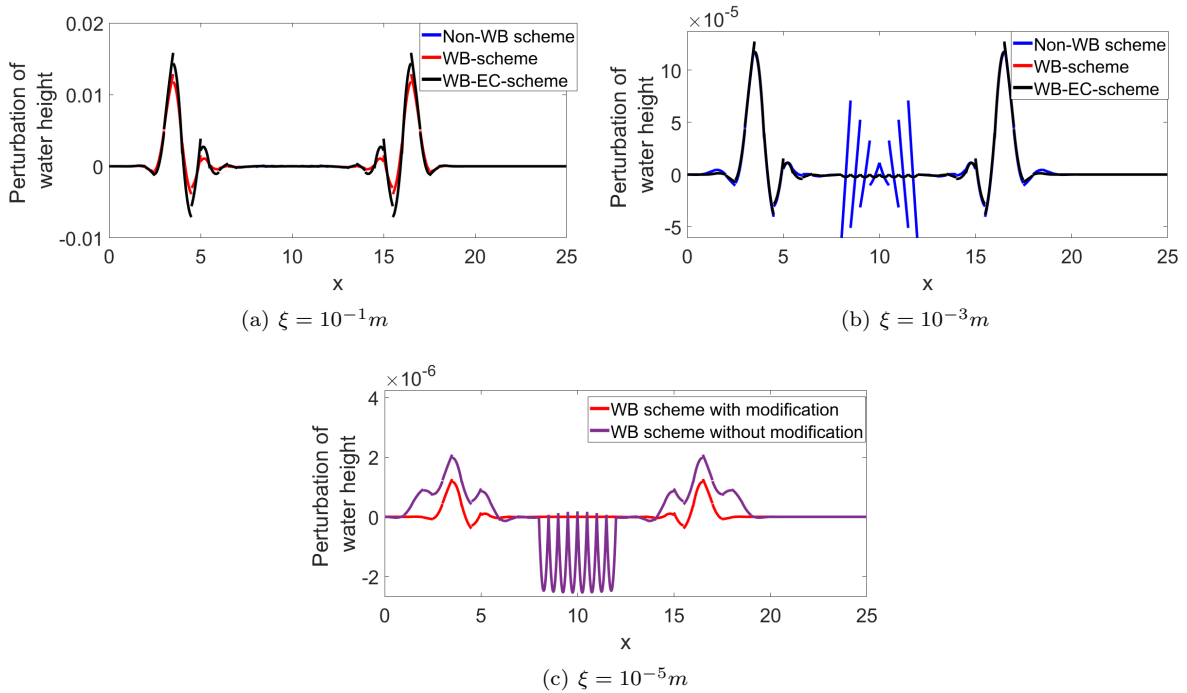 0.02
0.01
0
-0.01
Perturbation of
water height
Non-WB scheme
WB-scheme
WB-EC-scheme
0 5 10 15 20 25
x
(a) ξ = 10⁻¹m
×10⁻⁵
10
5
0
-5
Perturbation of
water height
Non-WB scheme
WB-scheme
WB-EC-scheme
0 5 10 15 20 25
x
(b) ξ = 10⁻³m
×10⁻⁶
4
2
0
-2
Perturbation of
water height
WB scheme with modification
WB scheme without modification
0 5 10 15 20 25
x
(c) ξ = 10⁻⁵m